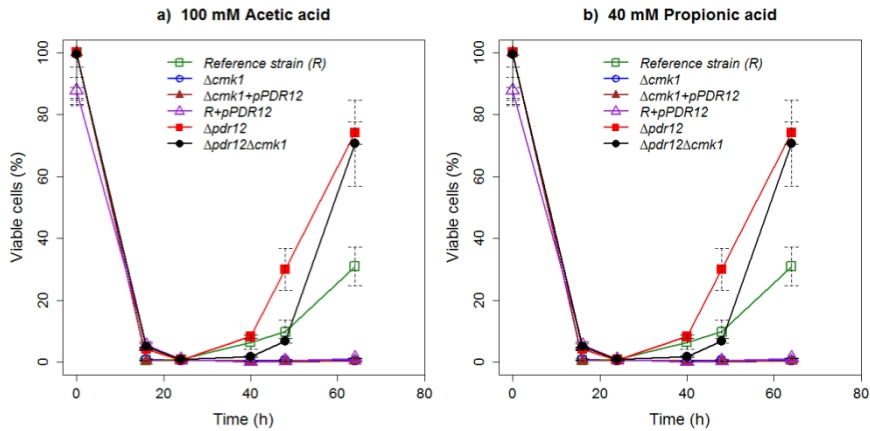 a) 100 mM Acetic acid
Viable cells (%)
100
80
60
40
20
0
Reference strain (R)
Δcmk1
Δcmk1+pPDR12
R+pPDR12
Δpdr12
Δpdr12Δcmk1
0 20 40 60 80
Time (h)
b) 40 mM Propionic acid
Viable cells (%)
100
80
60
40
20
0
Reference strain (R)
Δcmk1
Δcmk1+pPDR12
R+pPDR12
Δpdr12
Δpdr12Δcmk1
0 20 40 60 80
Time (h)